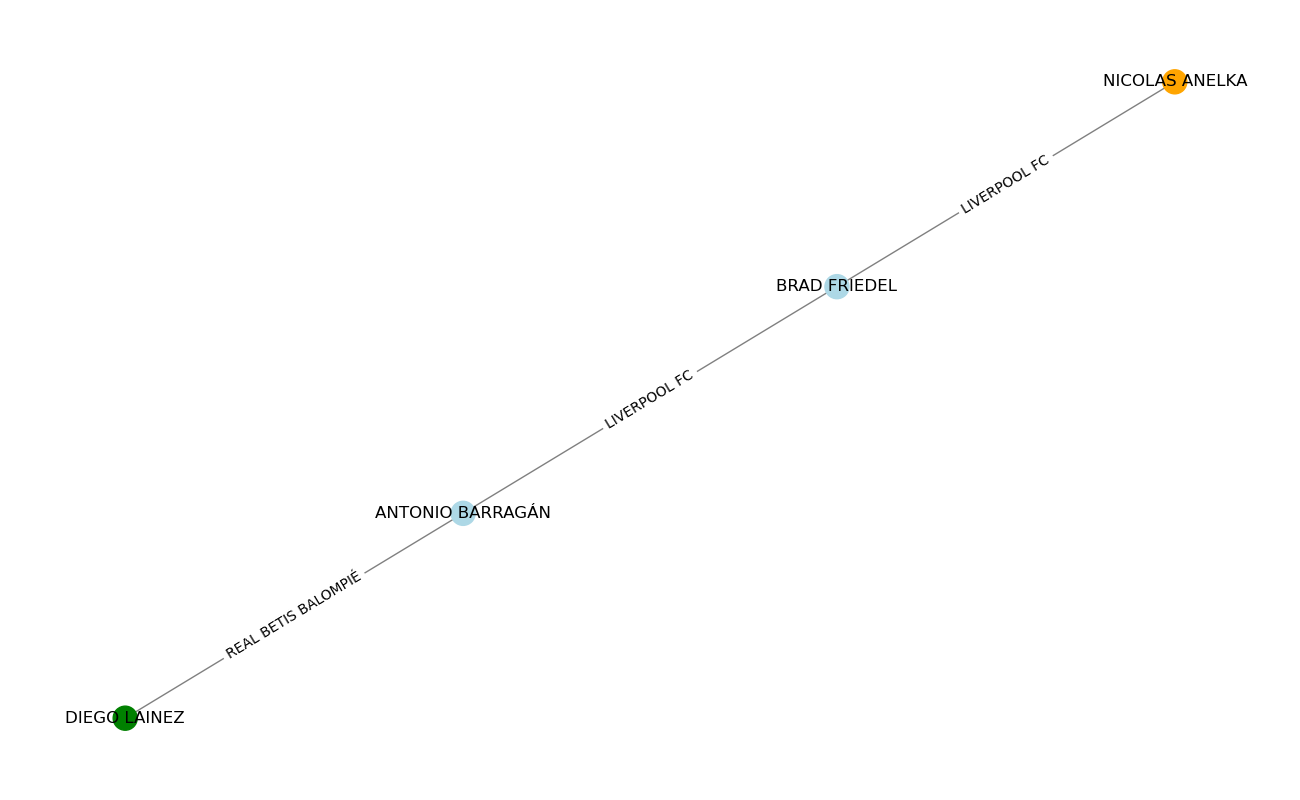 NICOLAS ANELKA
LIVERPOOL FC
BRAD FRIEDEL
LIVERPOOL FC
ANTONIO BARRAGÁN
REAL BETIS BALOMPIÉ
DIEGO LAINEZ